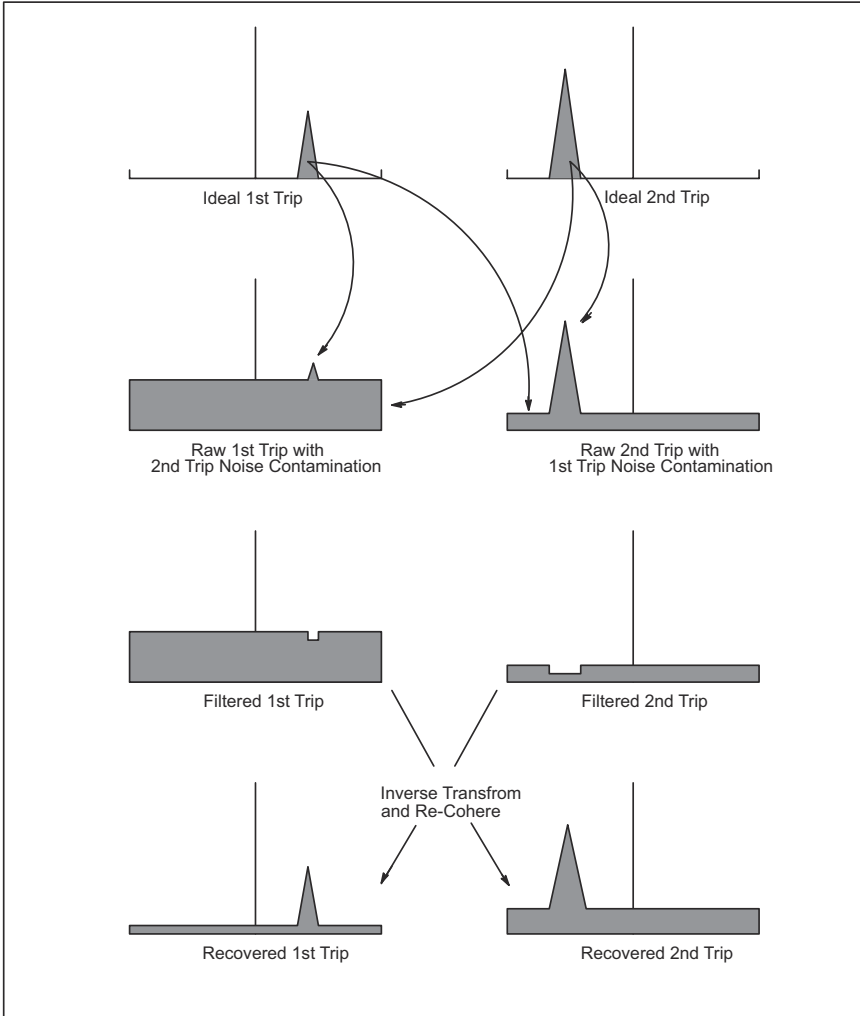 Ideal 1st Trip
Ideal 2nd Trip
Raw 1st Trip with
2nd Trip Noise Contamination
Raw 2nd Trip with
1st Trip Noise Contamination
Filtered 1st Trip
Filtered 2nd Trip
Inverse Transfrom
and Re-Cohere
Recovered 1st Trip
Recovered 2nd Trip